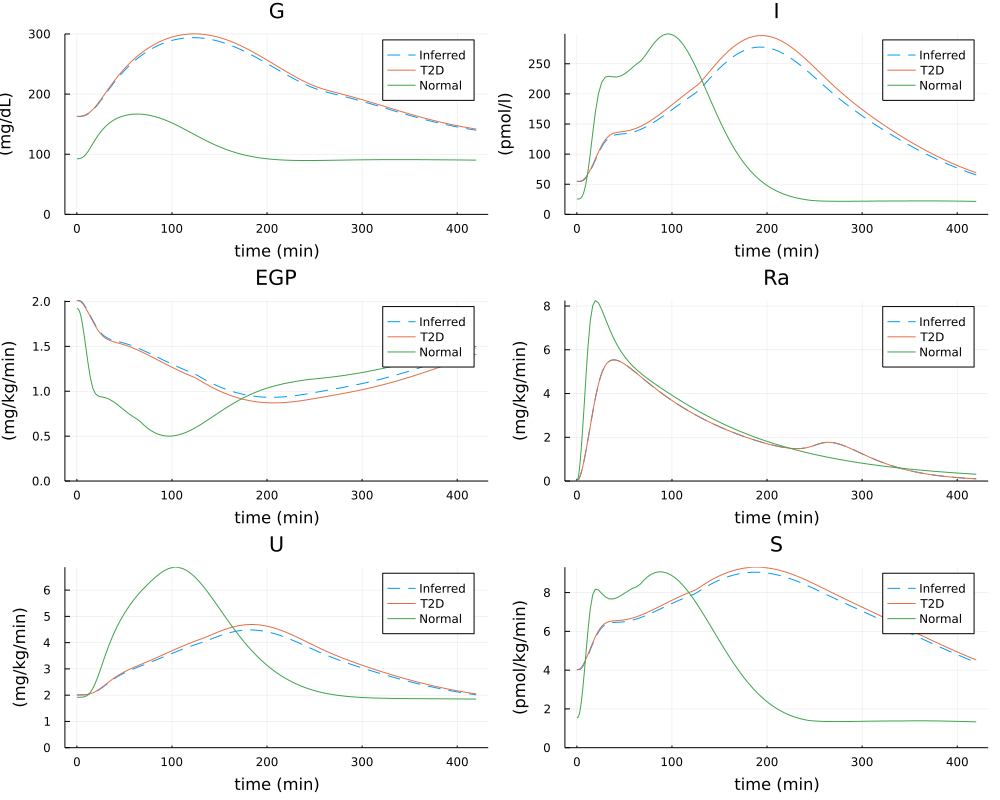 G
300
200
100
0
(mg/dL)
Inferred
T2D
Normal
0 100 200 300 400
time (min)
I
250
200
150
100
50
0
(pmol/l)
Inferred
T2D
Normal
0 100 200 300 400
time (min)
EGP
2.0
1.5
1.0
0.5
0.0
(mg/kg/min)
Inferred
T2D
Normal
0 100 200 300 400
time (min)
Ra
8
6
4
2
0
(mg/kg/min)
Inferred
T2D
Normal
0 100 200 300 400
time (min)
U
6
5
4
3
2
1
0
(mg/kg/min)
Inferred
T2D
Normal
0 100 200 300 400
time (min)
S
8
6
4
2
0
(pmol/kg/min)
Inferred
T2D
Normal
0 100 200 300 400
time (min)